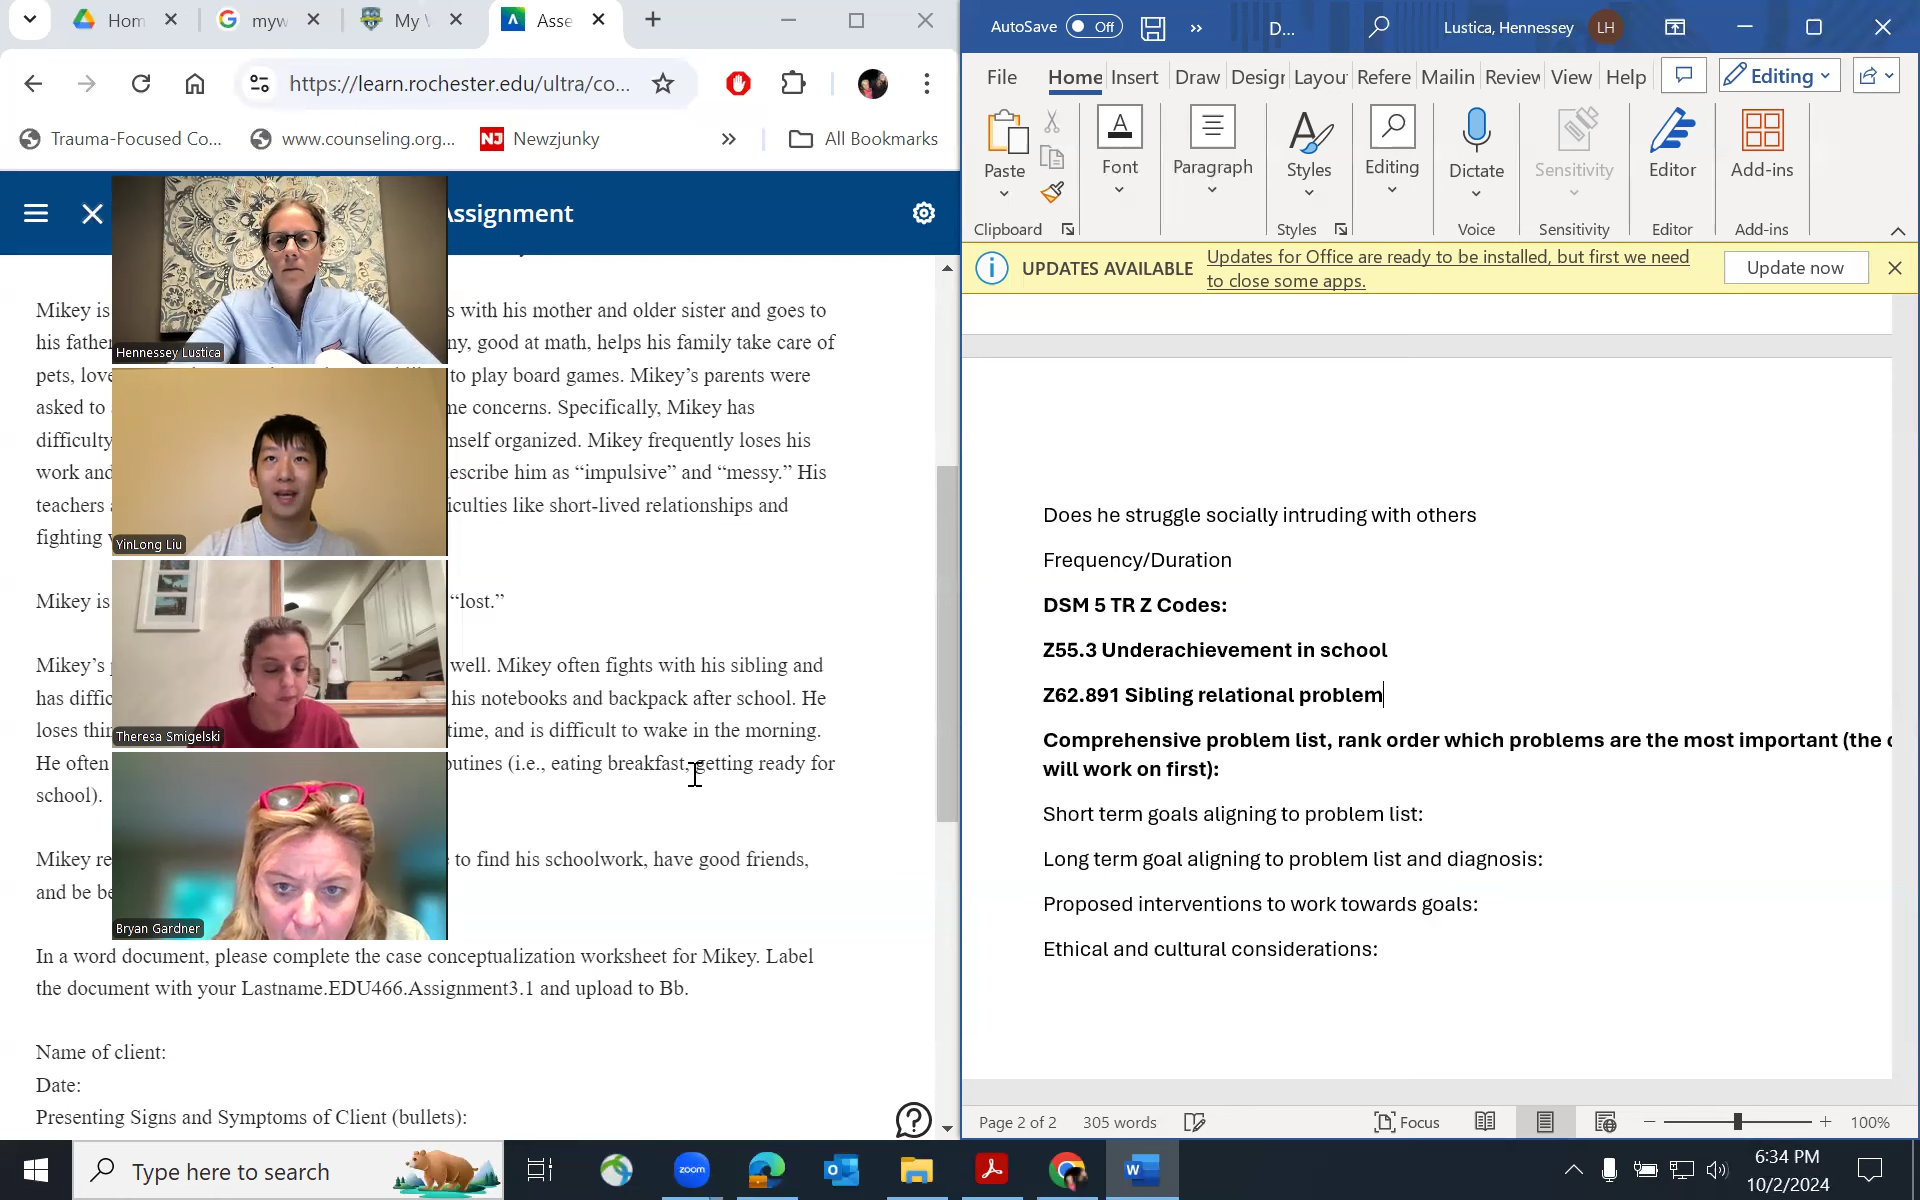 Hom
myw
My
Asse
https://learn.rochester.edu/ultra/co...
Trauma-Focused Co...
www.counseling.org...
NJ
Newzjunky
All Bookmarks
Assignment
Mikey is
s with his mother and older sister and goes to
his father
ny, good at math, helps his family take care of
pets, love
to play board games. Mikey's parents were
asked to
me concerns. Specifically, Mikey has
difficulty
mself organized. Mikey frequently loses his
work and
describe him as “impulsive” and “messy.” His
teachers
iculties like short-lived relationships and
fighting
Mikey is
“lost.”
Mikey's
well. Mikey often fights with his sibling and
has diffic
his notebooks and backpack after school. He
loses thin
time, and is difficult to wake in the morning.
He often
outines (i.e., eating breakfast, getting ready for
school).
Mikey re
to find his schoolwork, have good friends,
and be be
In a word document, please complete the case conceptualization worksheet for Mikey. Label
the document with your Lastname.EDU466.Assignment3.1 and upload to Bb.
Name of client:
Date:
Presenting Signs and Symptoms of Client (bullets):
Hennessey Lustica
YinLong Liu
Theresa Smigelski
Bryan Gardner
AutoSave Off
D...
Lustica, Hennessey LH
File Home Insert Draw Design Layou Refere Mailin Review View Help
Editing
Paste
Font
Paragraph
Styles
Editing
Dictate
Sensitivity
Editor
Add-ins
Clipboard
Styles
Voice
Sensitivity
Editor
Add-ins
UPDATES AVAILABLE
Updates for Office are ready to be installed, but first we need
to close some apps.
Update now
Does he struggle socially intruding with others
Frequency/Duration
DSM 5 TR Z Codes:
Z55.3 Underachievement in school
Z62.891 Sibling relational problem
Comprehensive problem list, rank order which problems are the most important (the
will work on first):
Short term goals aligning to problem list:
Long term goal aligning to problem list and diagnosis:
Proposed interventions to work towards goals:
Ethical and cultural considerations:
Page 2 of 2
305 words
Focus
100%
Type here to search
zoom
6:34 PM
10/2/2024